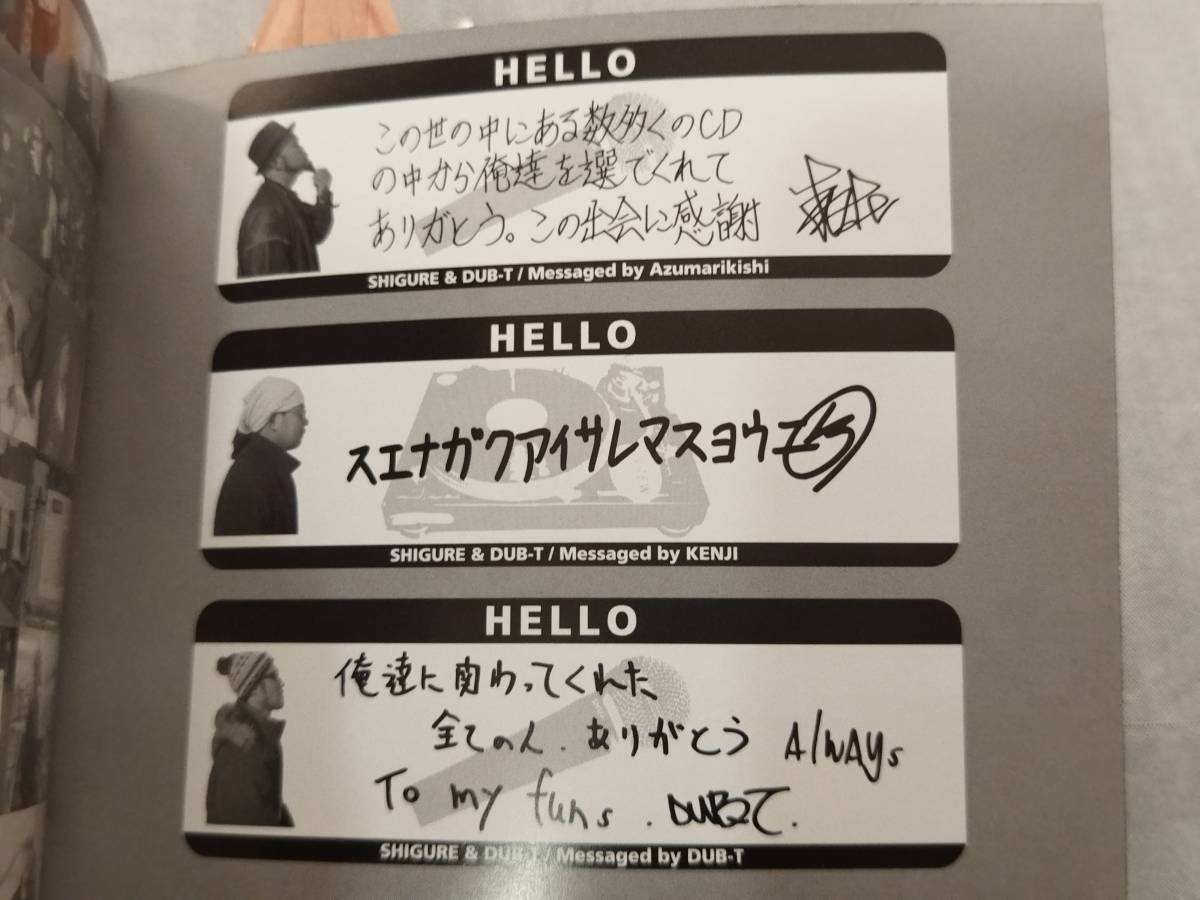 HELLO
この世の中にある数多くのCD
の中から俺達を選でくれて
ありがとう。この出会に感謝
SHIGURE & DUB-T / Messaged by Azumarikishi
HELLO
スエナガクアイサレマスヨウニ
SHIGURE & DUB-T / Messaged by KENJI
HELLO
俺達に関わってくれた
全ての人.ありがとう Always
To my funs.
SHIGURE & DUB-T / Messaged by DUB-T